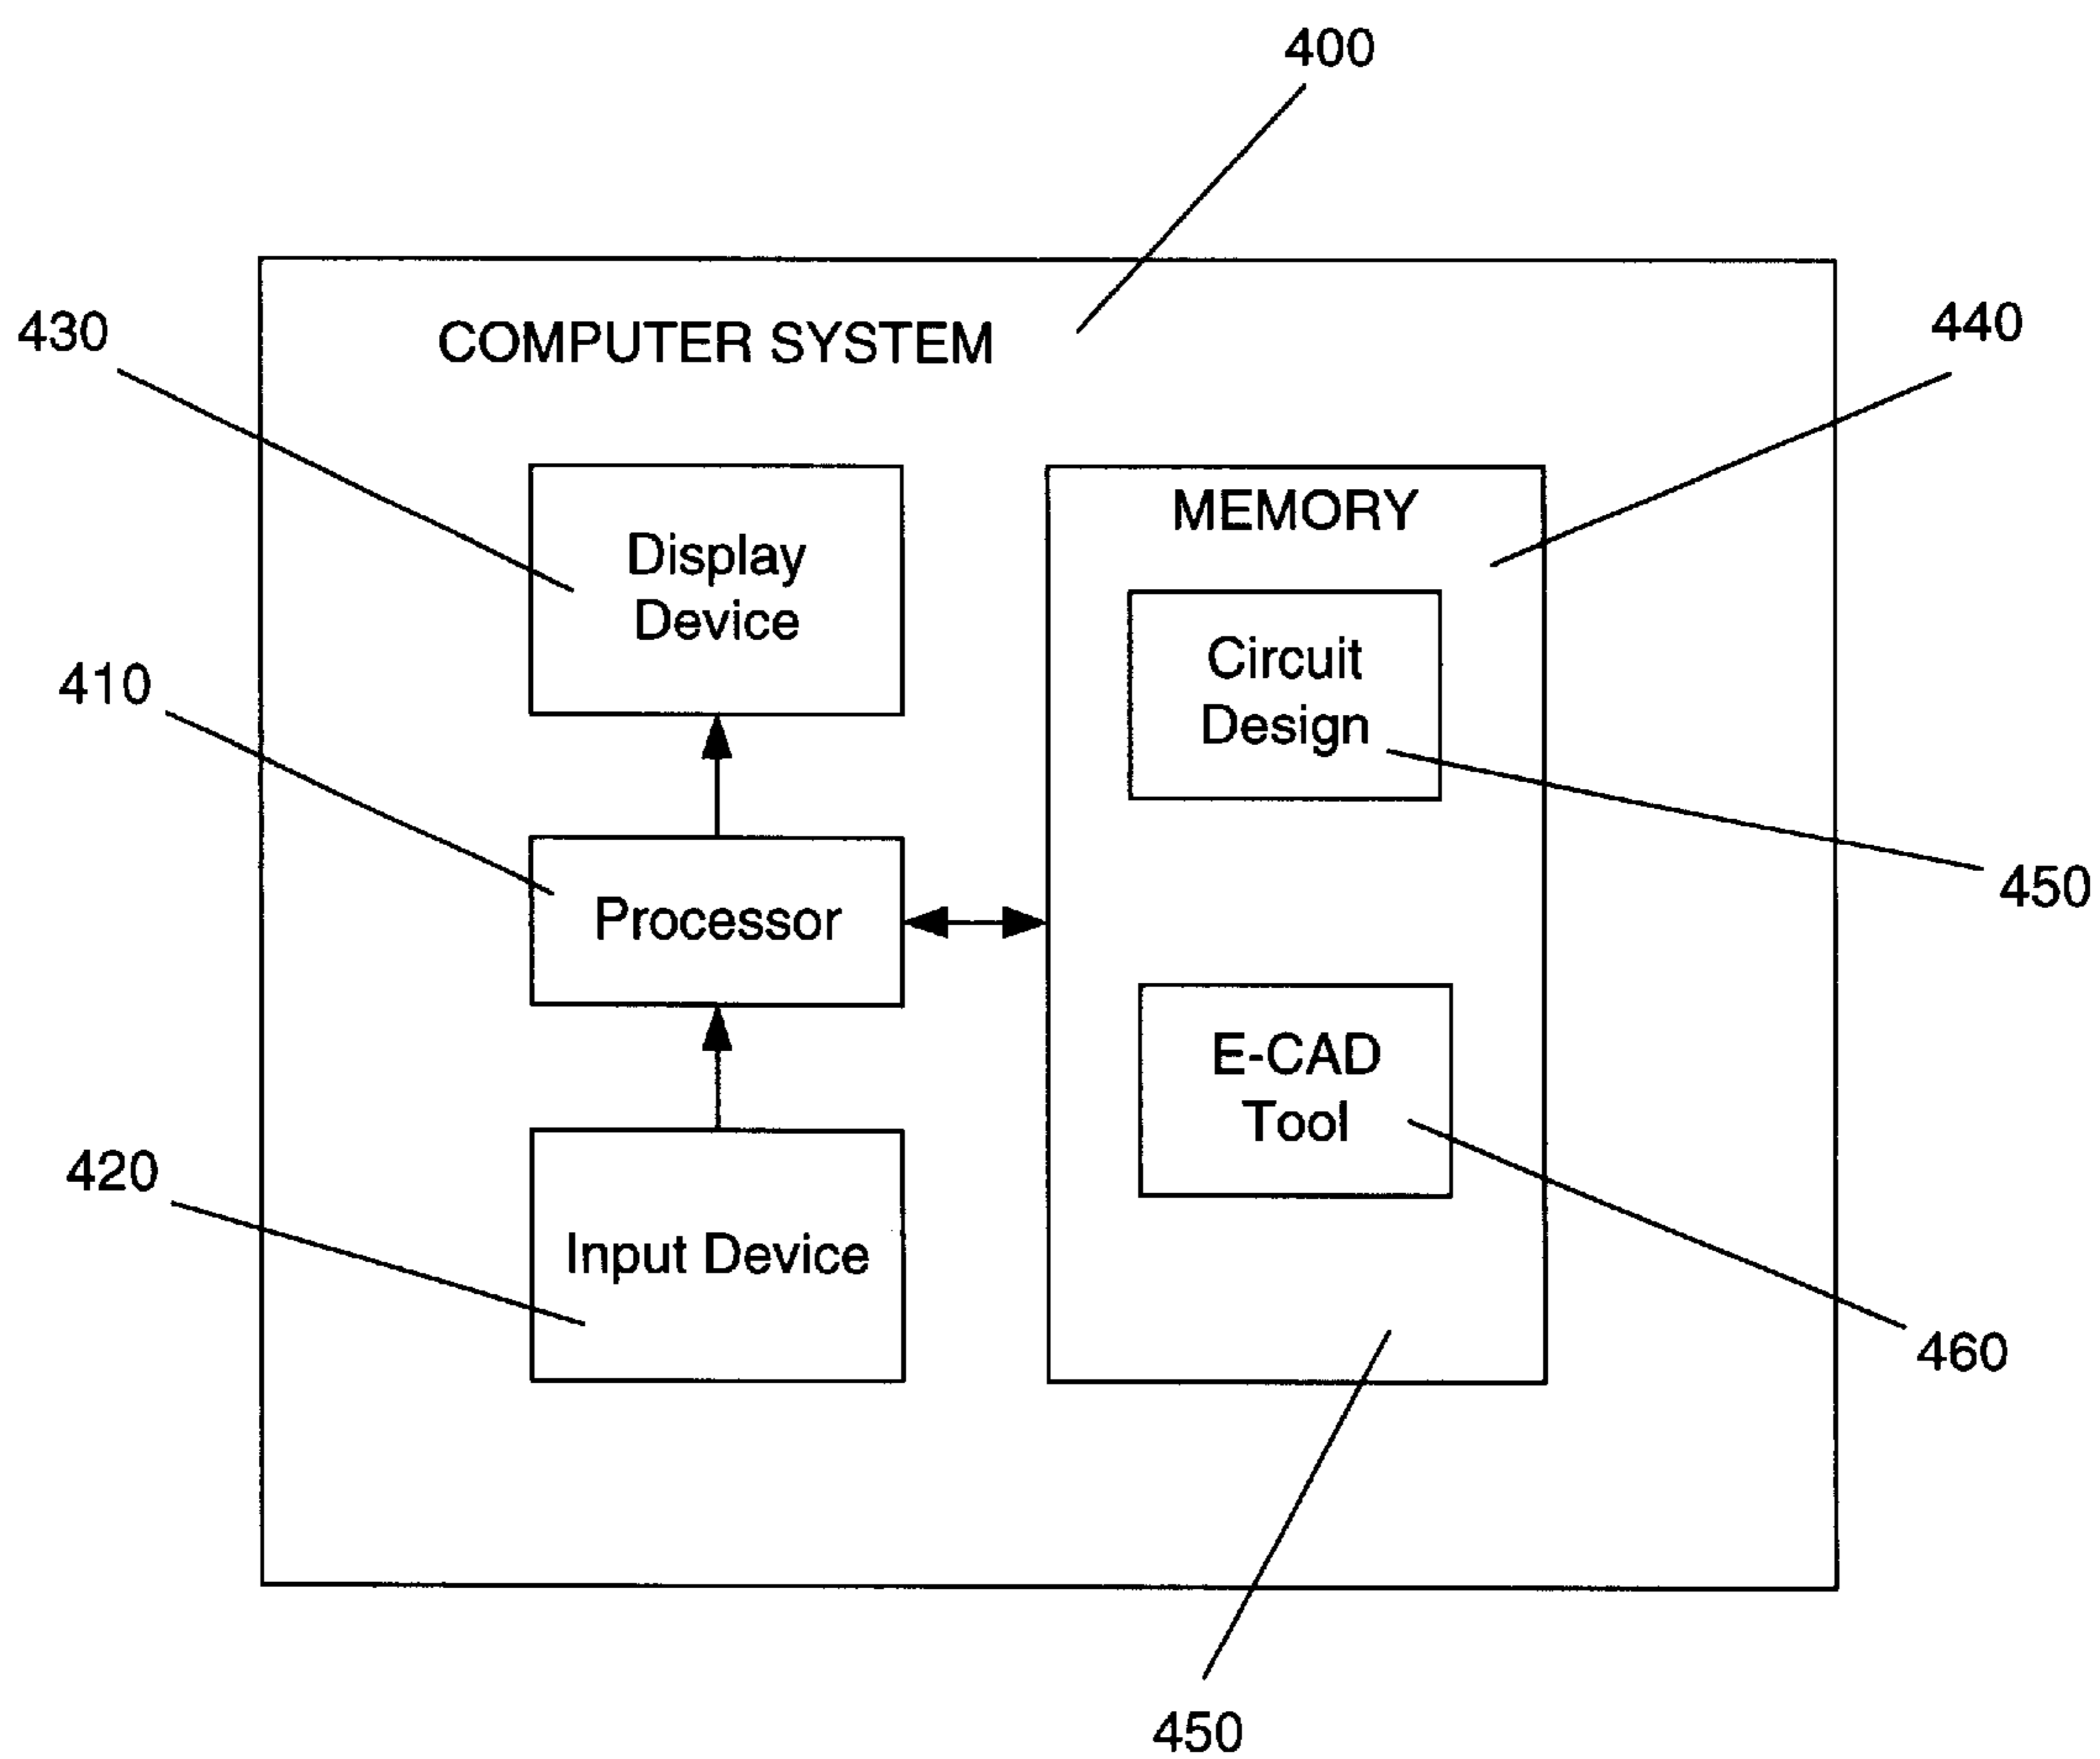 400
COMPUTER SYSTEM
430
440
MEMORY
Display
Device
Circuit
Design
410
450
Processor
E-CAD
Tool
420
Input Device
460
450